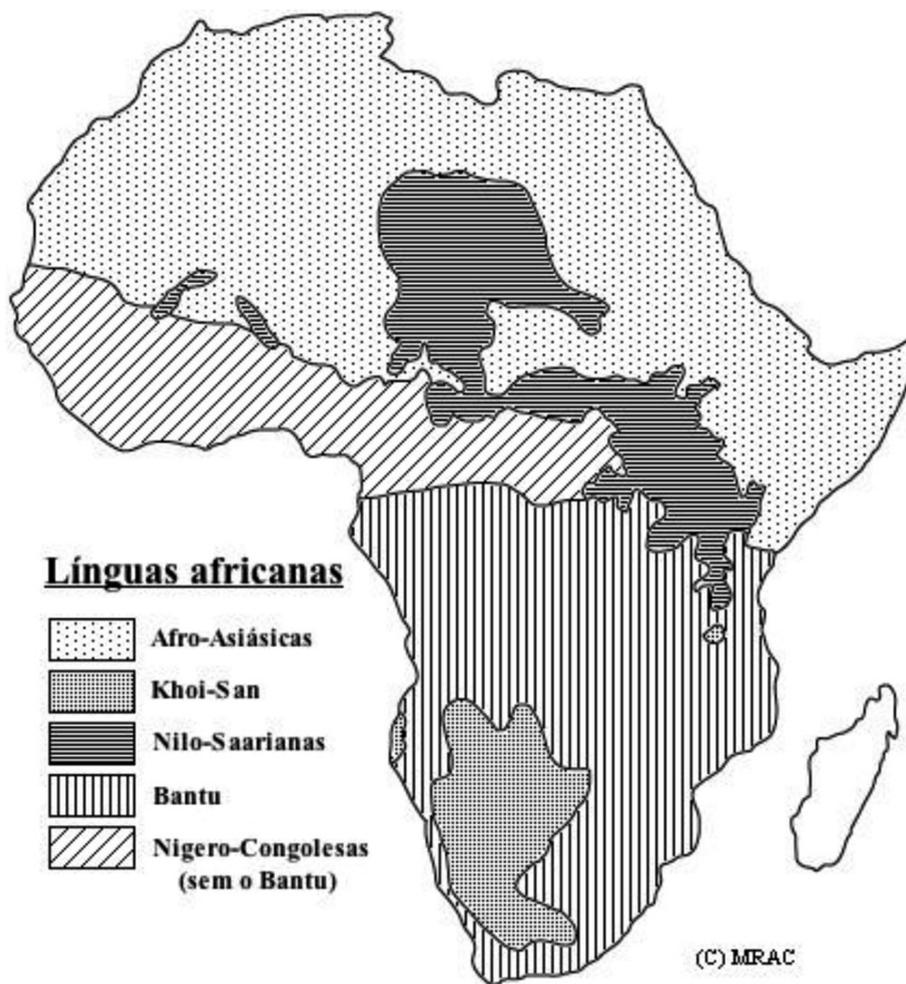 Línguas africanas
Afro-Asiásicas
Khoi-San
Nilo-Saarianas
Bantu
Nigero-Congolesas
(sem o Bantu)
(C) MRAC